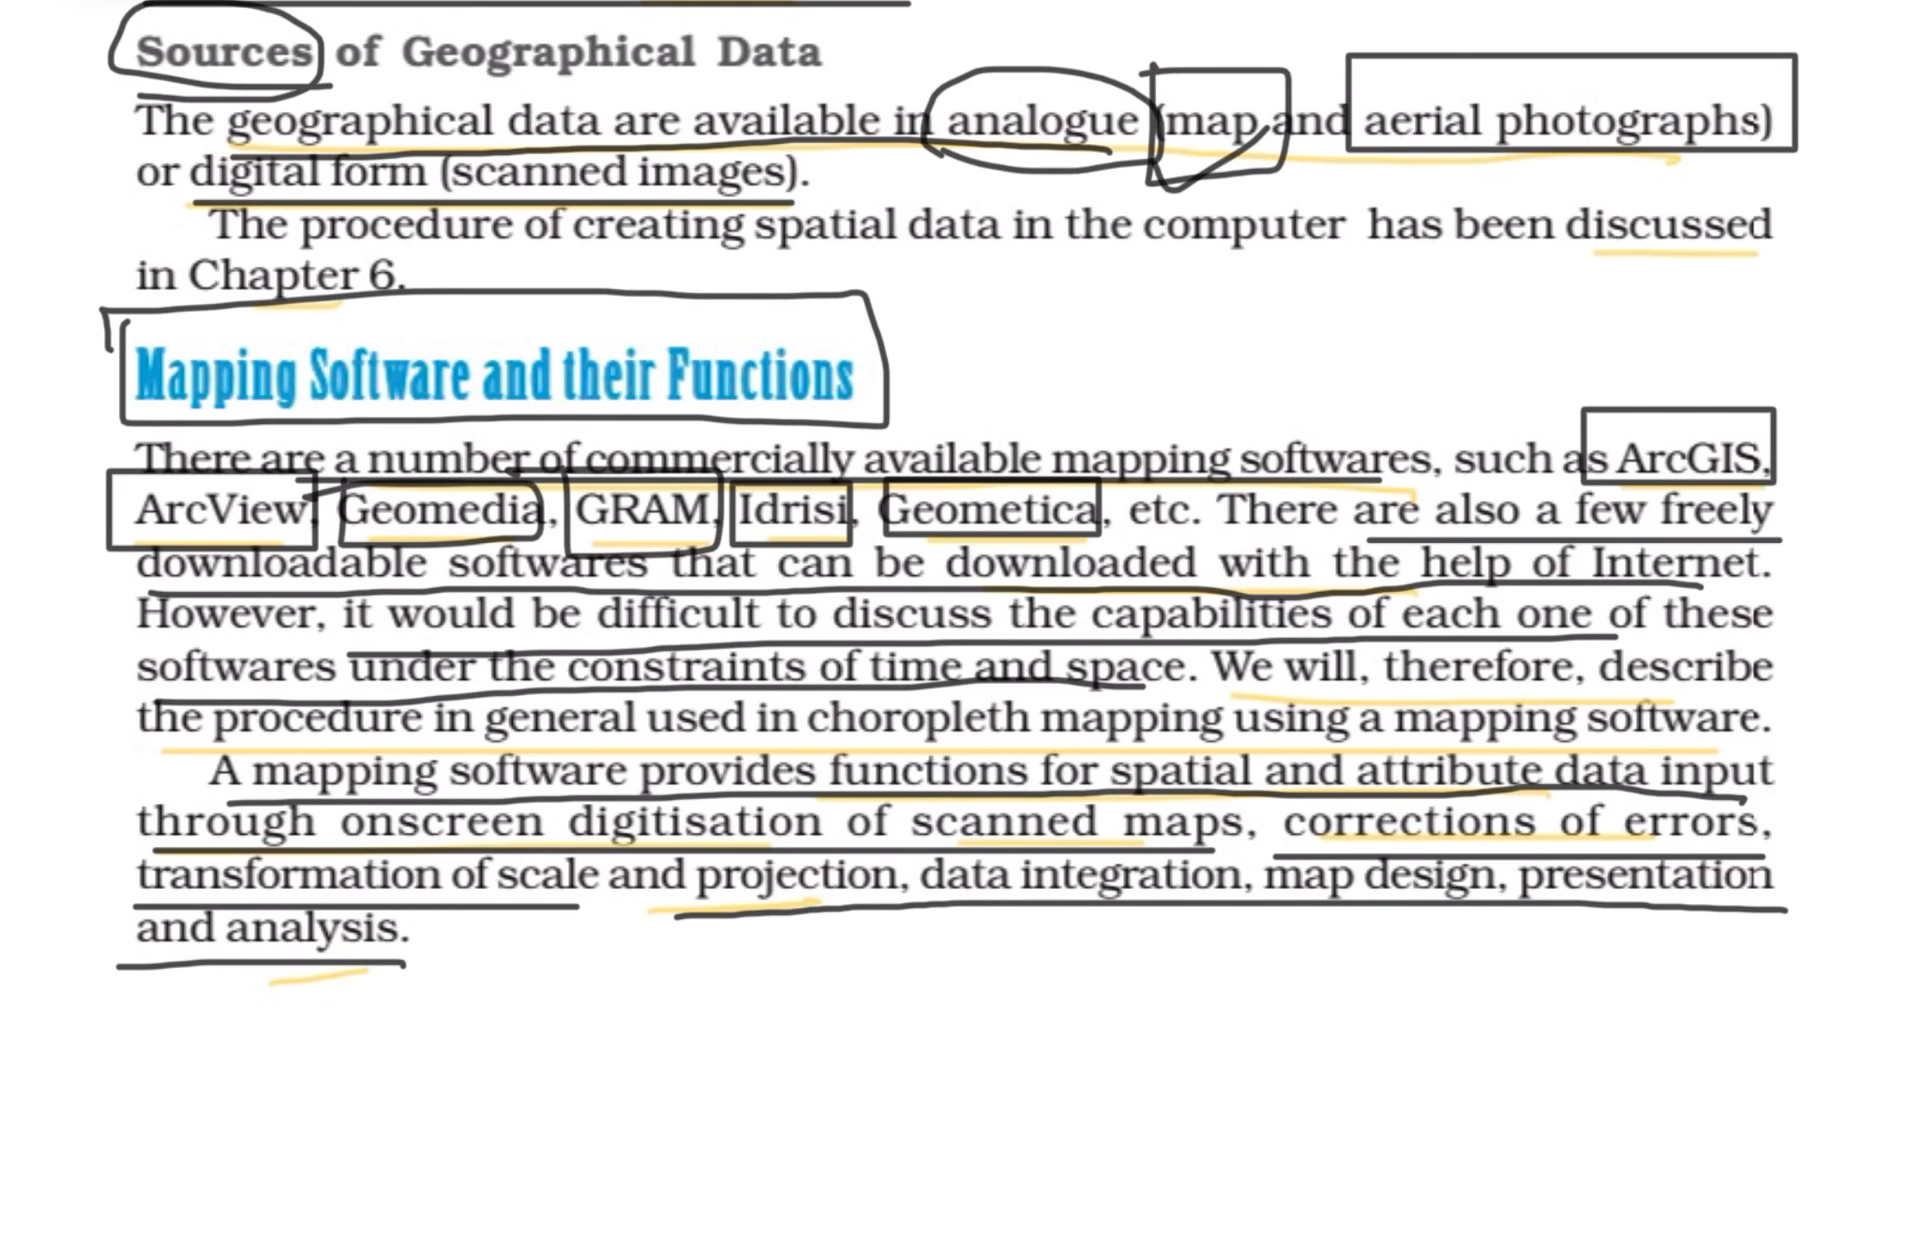 Sources of Geographical Data
The geographical data are available in analogue (map and aerial photographs)
or digital form (scanned images).
The procedure of creating spatial data in the computer has been discussed
in Chapter 6.
Mapping Software and their Functions
There are a number of commercially available mapping softwares, such as ArcGIS,
ArcView, Geomedia, GRAM, Idrisi, Geometica, etc. There are also a few freely
downloadable softwares that can be downloaded with the help of Internet.
However, it would be difficult to discuss the capabilities of each one of these
softwares under the constraints of time and space. We will, therefore, describe
the procedure in general used in choropleth mapping using a mapping software.
A mapping software provides functions for spatial and attribute data input
through onscreen digitisation of scanned maps, corrections of errors,
transformation of scale and projection, data integration, map design, presentation
and analysis.